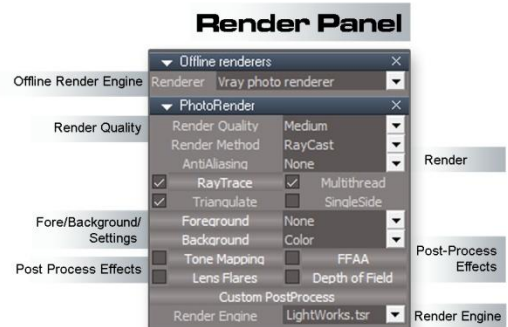 Render Panel
Offline renderers
Offline Render Engine
Renderer Vray photo renderer
PhotoRender
Render Quality
Render Quality Medium
Render Method RayCast
AntiAliasing None
Render
RayTrace Multithread
Triangulate SingleSide
Fore/Background/
Settings
Foreground None
Background Color
Post-Process
Effects
Post Process Effects
Tone Mapping FFAA
Lens Flares Depth of Field
Custom PostProcess
Render Engine LightWorks.tsr
Render Engine